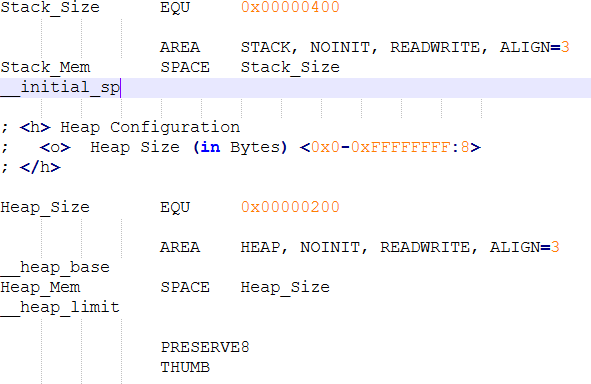 Stack_Size      EQU     0x00000400
                AREA    STACK, NOINIT, READWRITE, ALIGN=3
Stack_Mem       SPACE   Stack_Size
__initial_sp
; <h> Heap Configuration
;   <o>  Heap Size (in Bytes) <0x0-0xFFFFFFFF:8>
; </h>
Heap_Size       EQU     0x00000200
                AREA    HEAP, NOINIT, READWRITE, ALIGN=3
__heap_base
Heap_Mem        SPACE   Heap_Size
__heap_limit
                PRESERVE8
                THUMB